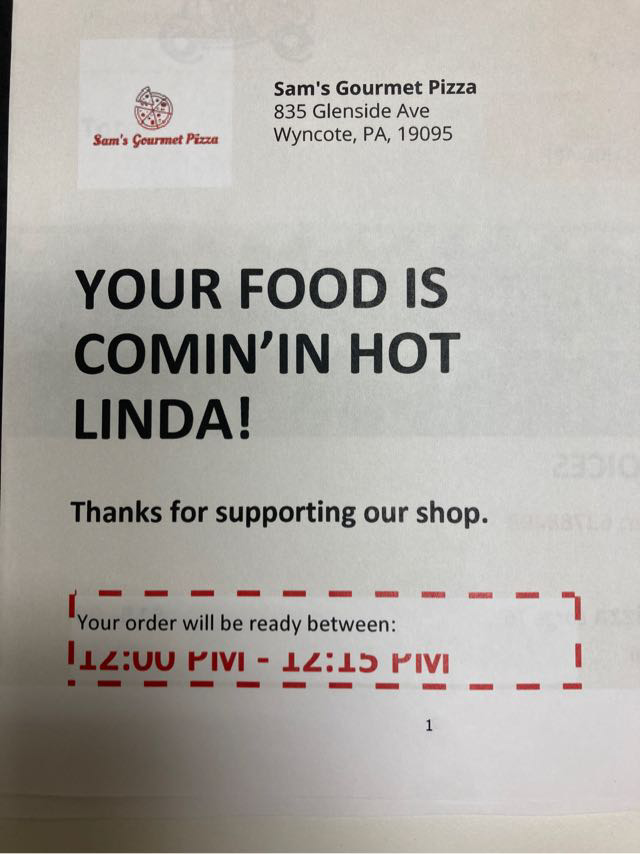 Sam's Gourmet Pizza
Sam's Gourmet Pizza
835 Glenside Ave
Wyncote, PA, 19095
YOUR FOOD IS
COMIN’IN HOT
LINDA!
Thanks for supporting our shop.
Your order will be ready between:
12:00 PM - 12:15 PM
1